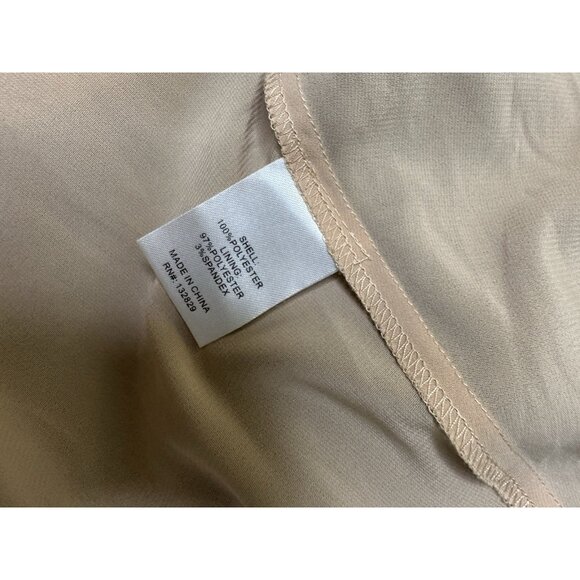 SHELL:
100%POLYESTER
LINING:
97%POLYESTER
3%SPANDEX
MADE IN CHINA
RN#: 132829